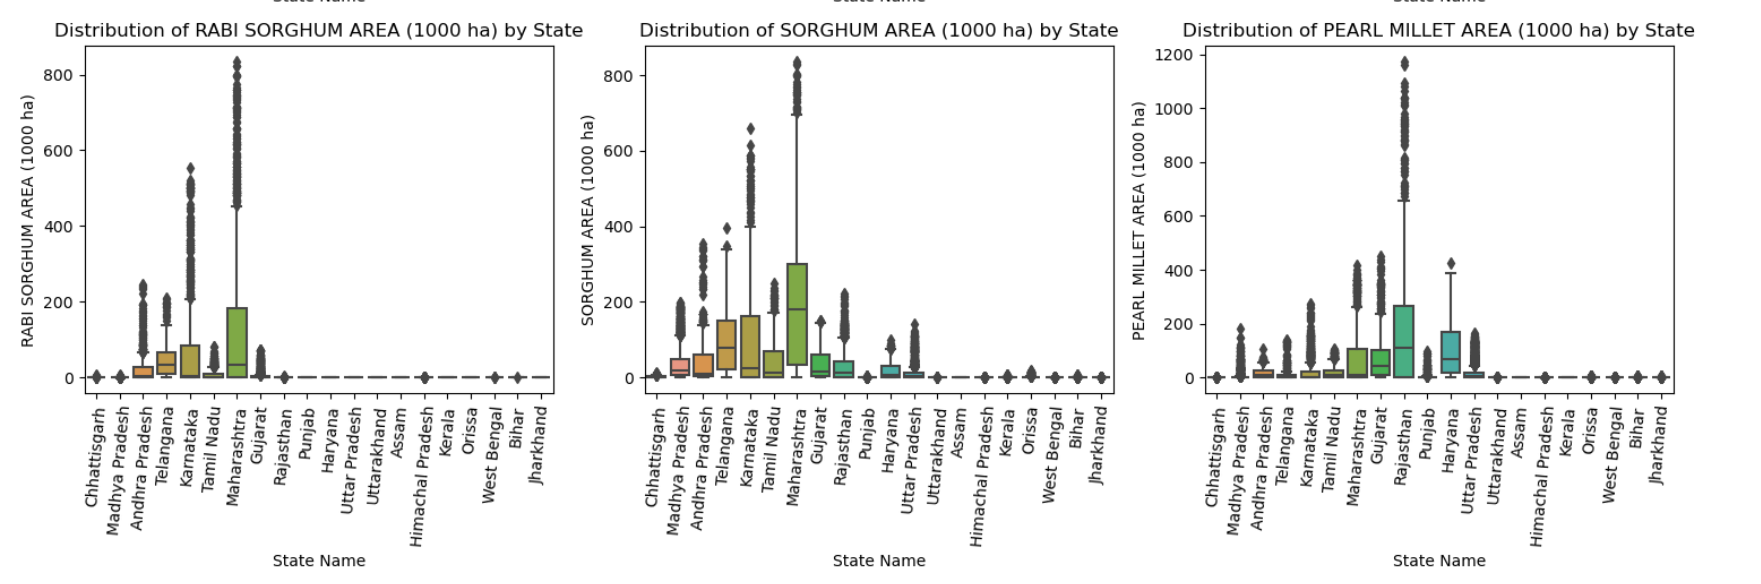 State Name State Name State Name
Distribution of RABI SORGHUM AREA (1000 ha) by State
RABI SORGHUM AREA (1000 ha)
800
600
400
200
0
Chhattisgarh
Madhya Pradesh
Andhra Pradesh
Telangana
Karnataka
Tamil Nadu
Maharashtra
Gujarat
Rajasthan
Punjab
Haryana
Uttar Pradesh
Uttarakhand
Assam
Himachal Pradesh
Kerala
Orissa
West Bengal
Bihar
Jharkhand
State Name
Distribution of SORGHUM AREA (1000 ha) by State
SORGHUM AREA (1000 ha)
800
600
400
200
0
Chhattisgarh
Madhya Pradesh
Andhra Pradesh
Telangana
Karnataka
Tamil Nadu
Maharashtra
Gujarat
Rajasthan
Punjab
Haryana
Uttar Pradesh
Uttarakhand
Assam
Himachal Pradesh
Kerala
Orissa
West Bengal
Bihar
Jharkhand
State Name
Distribution of PEARL MILLET AREA (1000 ha) by State
PEARL MILLET AREA (1000 ha)
1200
1000
800
600
400
200
0
Chhattisgarh
Madhya Pradesh
Andhra Pradesh
Telangana
Karnataka
Tamil Nadu
Maharashtra
Gujarat
Rajasthan
Punjab
Haryana
Uttar Pradesh
Uttarakhand
Assam
Himachal Pradesh
Kerala
Orissa
West Bengal
Bihar
Jharkhand
State Name